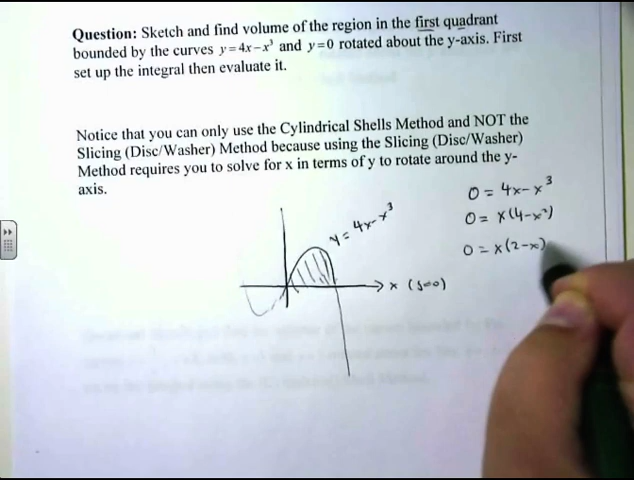 Question: Sketch and find volume of the region in the first quadrant
bounded by the curves y=4x−x³ and y=0 rotated about the y-axis. First
set up the integral then evaluate it.
Notice that you can only use the Cylindrical Shells Method and NOT the
Slicing (Disc/Washer) Method because using the Slicing (Disc/Washer)
Method requires you to solve for x in terms of y to rotate around the y-
axis.
0 = 4x-x³
0 = x(4-x²)
0 = x(2-x)
y = 4x-x³
x (y=0)